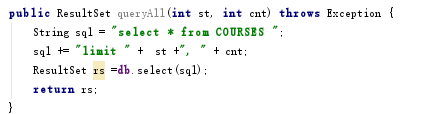 public ResultSet queryAll(int st, int cnt) throws Exception {
String sql = "select * from COURSES ";
sql += "limit " + st +", " + cnt;
ResultSet rs =db.select(sql);
return rs;
}